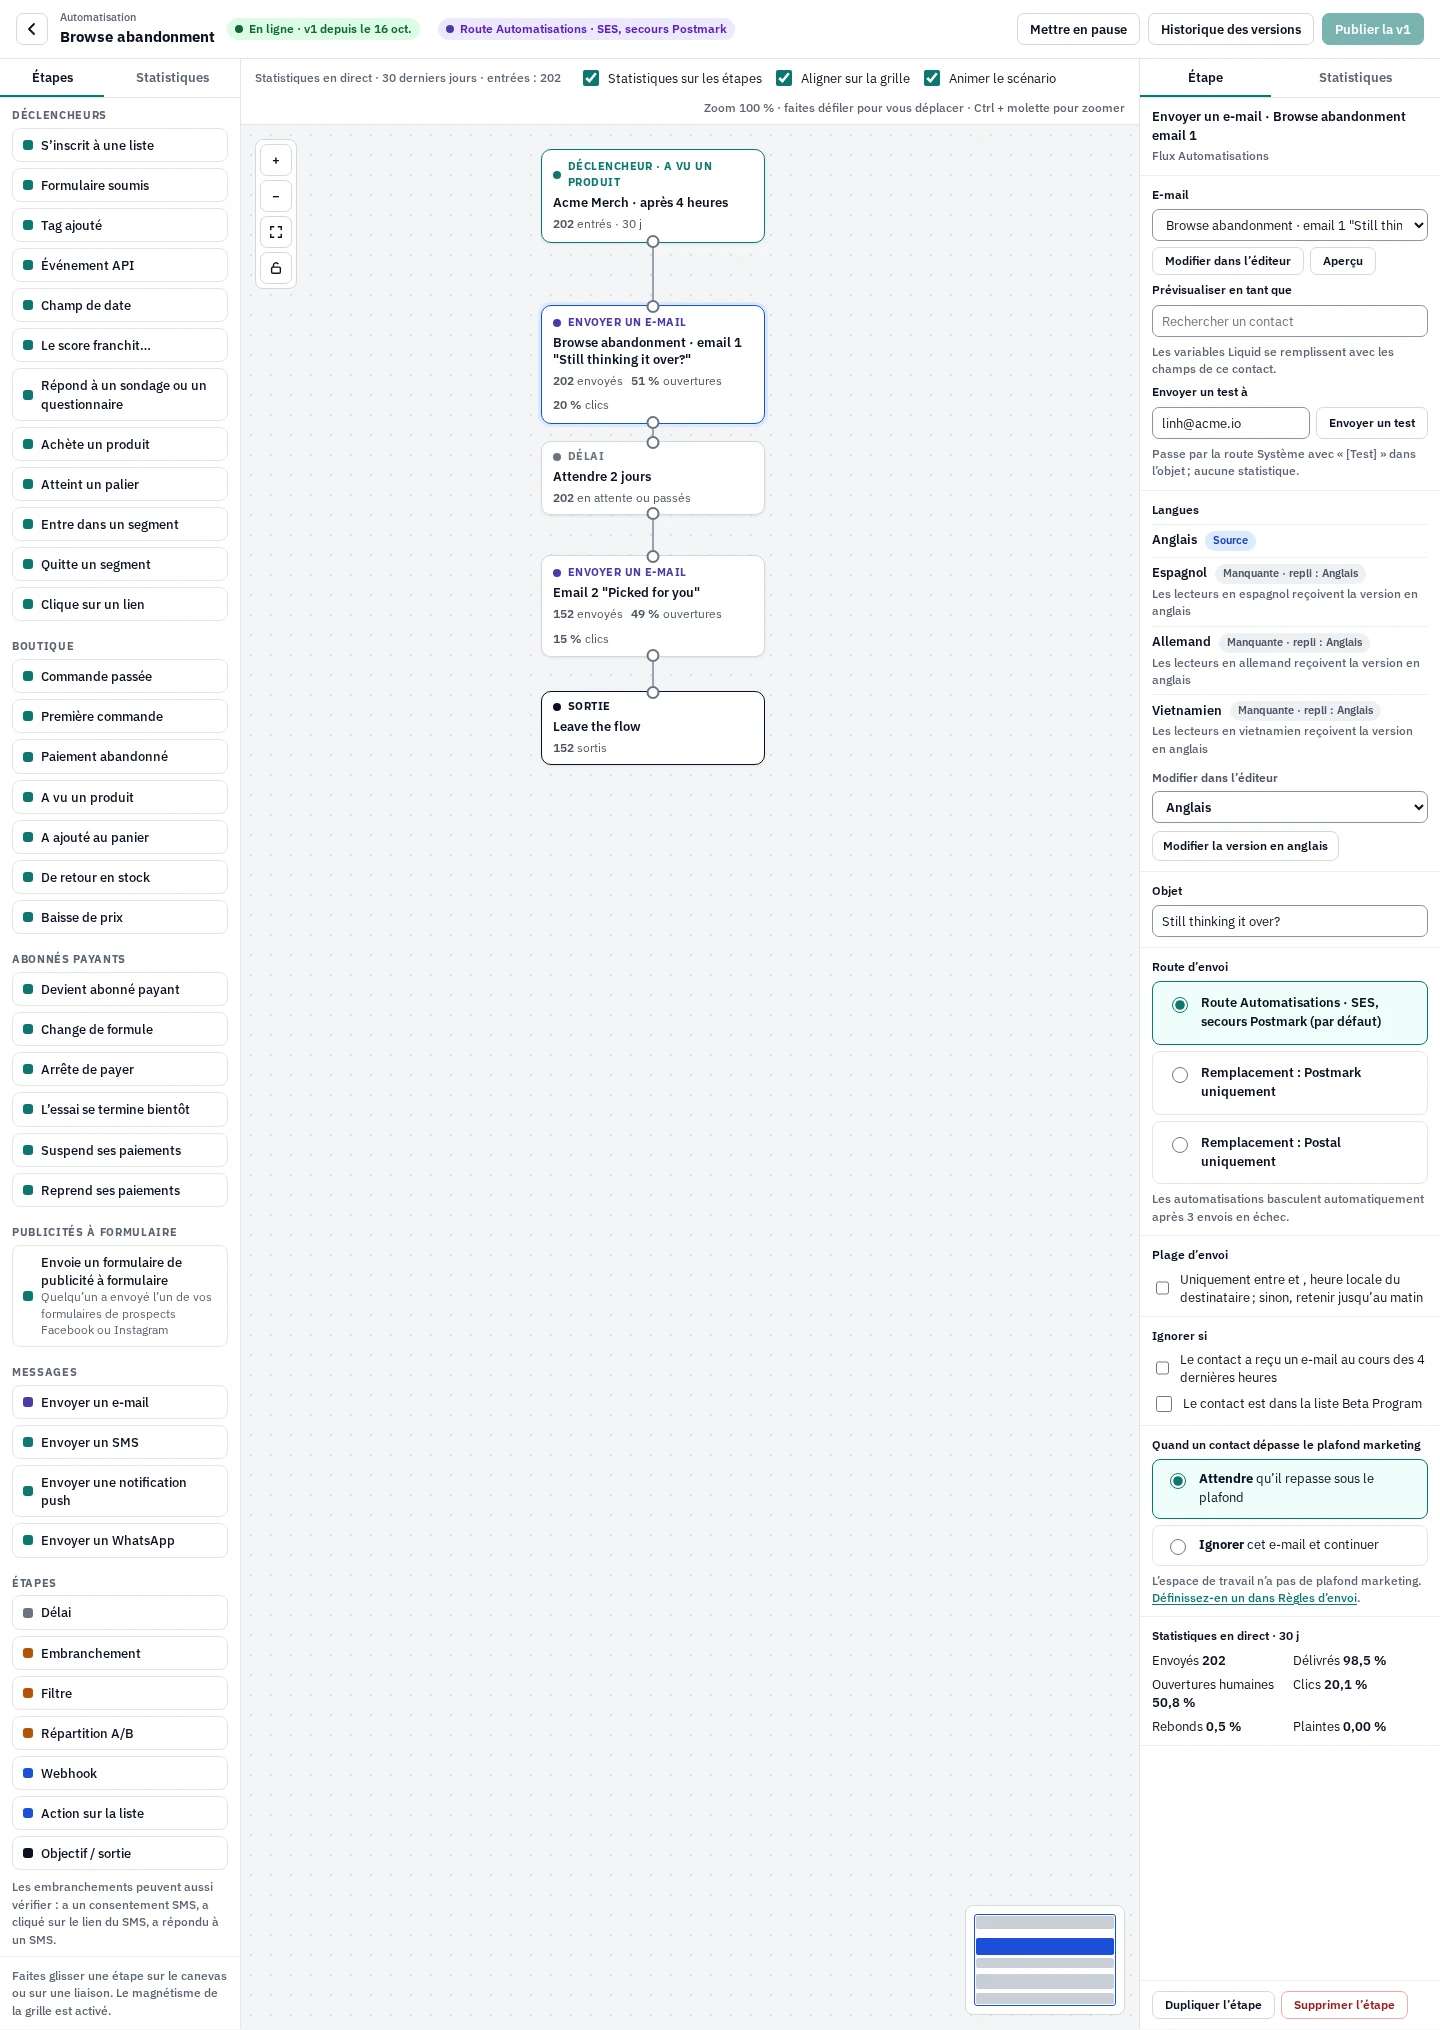 Automatisation
Browse abandonment
En ligne · v1 depuis le 16 oct.
Route Automatisations · SES, secours Postmark
Mettre en pause
Historique des versions
Publier la v1
Étapes
Statistiques
DÉCLENCHEURS
S’inscrit à une liste
Formulaire soumis
Tag ajouté
Événement API
Champ de date
Le score franchit…
Répond à un sondage ou un
questionnaire
Achète un produit
Atteint un palier
Entre dans un segment
Quitte un segment
Clique sur un lien
BOUTIQUE
Commande passée
Première commande
Paiement abandonné
A vu un produit
A ajouté au panier
De retour en stock
Baisse de prix
ABONNÉS PAYANTS
Devient abonné payant
Change de formule
Arrête de payer
L’essai se termine bientôt
Suspend ses paiements
Reprend ses paiements
PUBLICITÉS À FORMULAIRE
Envoie un formulaire de
publicité à formulaire
Quelqu’un a envoyé l’un de vos
formulaires de prospects
Facebook ou Instagram
MESSAGES
Envoyer un e-mail
Envoyer un SMS
Envoyer une notification
push
Envoyer un WhatsApp
ÉTAPES
Délai
Embranchement
Filtre
Répartition A/B
Webhook
Action sur la liste
Objectif / sortie
Les embranchements peuvent aussi
vérifier : a un consentement SMS, a
cliqué sur le lien du SMS, a répondu à
un SMS.
Faites glisser une étape sur le canevas
ou sur une liaison. Le magnétisme de
la grille est activé.
Statistiques en direct · 30 derniers jours · entrées : 202
Statistiques sur les étapes
Aligner sur la grille
Animer le scénario
Zoom 100 % · faites défiler pour vous déplacer · Ctrl + molette pour zoomer
+
−
DÉCLENCHEUR · A VU UN
PRODUIT
Acme Merch · après 4 heures
202 entrés · 30 j
ENVOYER UN E-MAIL
Browse abandonment · email 1
"Still thinking it over?"
202 envoyés 51 % ouvertures
20 % clics
DÉLAI
Attendre 2 jours
202 en attente ou passés
ENVOYER UN E-MAIL
Email 2 "Picked for you"
152 envoyés 49 % ouvertures
15 % clics
SORTIE
Leave the flow
152 sortis
Étape
Statistiques
Envoyer un e-mail · Browse abandonment
email 1
Flux Automatisations
E-mail
Browse abandonment · email 1 "Still thin
Modifier dans l’éditeur
Aperçu
Prévisualiser en tant que
Rechercher un contact
Les variables Liquid se remplissent avec les
champs de ce contact.
Envoyer un test à
linh@acme.io
Envoyer un test
Passe par la route Système avec « [Test] » dans
l’objet ; aucune statistique.
Langues
Anglais Source
Espagnol Manquante · repli : Anglais
Les lecteurs en espagnol reçoivent la version en
anglais
Allemand Manquante · repli : Anglais
Les lecteurs en allemand reçoivent la version en
anglais
Vietnamien Manquante · repli : Anglais
Les lecteurs en vietnamien reçoivent la version
en anglais
Modifier dans l’éditeur
Anglais
Modifier la version en anglais
Objet
Still thinking it over?
Route d’envoi
Route Automatisations · SES,
secours Postmark (par défaut)
Remplacement : Postmark
uniquement
Remplacement : Postal
uniquement
Les automatisations basculent automatiquement
après 3 envois en échec.
Plage d’envoi
Uniquement entre et , heure locale du
destinataire ; sinon, retenir jusqu’au matin
Ignorer si
Le contact a reçu un e-mail au cours des 4
dernières heures
Le contact est dans la liste Beta Program
Quand un contact dépasse le plafond marketing
Attendre qu’il repasse sous le
plafond
Ignorer cet e-mail et continuer
L’espace de travail n’a pas de plafond marketing.
Définissez-en un dans Règles d’envoi.
Statistiques en direct · 30 j
Envoyés 202
Délivrés 98,5 %
Ouvertures humaines
50,8 %
Clics 20,1 %
Rebonds 0,5 %
Plaintes 0,00 %
Dupliquer l’étape
Supprimer l’étape